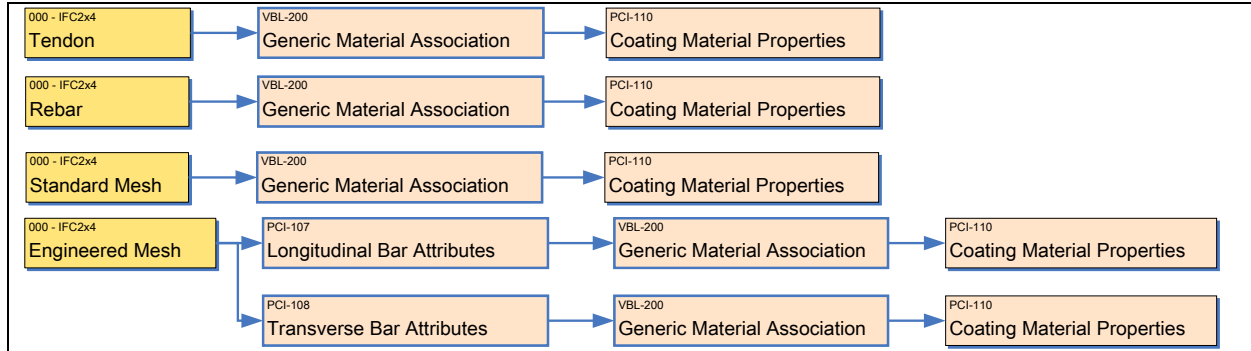 000 - IFC2x4
Tendon
VBL-200
Generic Material Association
PCI-110
Coating Material Properties
000 - IFC2x4
Rebar
VBL-200
Generic Material Association
PCI-110
Coating Material Properties
000 - IFC2x4
Standard Mesh
VBL-200
Generic Material Association
PCI-110
Coating Material Properties
000 - IFC2x4
Engineered Mesh
PCI-107
Longitudinal Bar Attributes
VBL-200
Generic Material Association
PCI-110
Coating Material Properties
PCI-108
Transverse Bar Attributes
VBL-200
Generic Material Association
PCI-110
Coating Material Properties